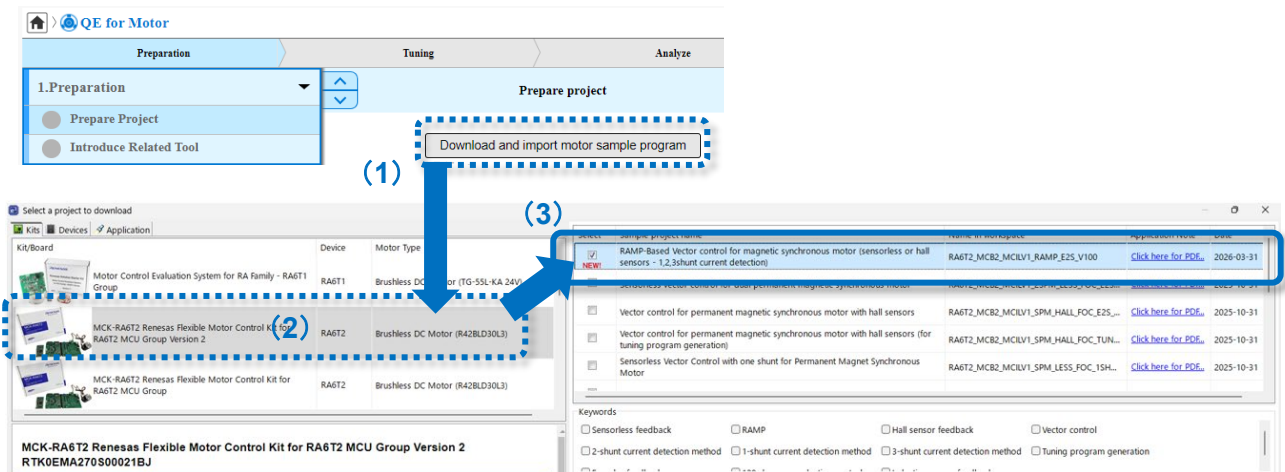 QE for Motor
Preparation
Tuning
Analyze
1.Preparation
Prepare project
Prepare Project
Introduce Related Tool
Download and import motor sample program
(1)
Select a project to download
(3)
Kits
Devices
Application
Kit/Board
Device
Motor Type
Motor Control Evaluation System for RA Family - RA6T1
Group
RA6T1
Brushless DC Motor (TG-55L-KA 24V)
(2)
MCK-RA6T2 Renesas Flexible Motor Control Kit for
RA6T2 MCU Group Version 2
RA6T2
Brushless DC Motor (R42BLD30L3)
MCK-RA6T2 Renesas Flexible Motor Control Kit for
RA6T2 MCU Group
RA6T2
Brushless DC Motor (R42BLD30L3)
MCK-RA6T2 Renesas Flexible Motor Control Kit for RA6T2 MCU Group Version 2
RTK0EMA270S00021BJ
Select
Sample project name
Name in workspace
Application Note
Date
NEW!
RAMP-Based Vector control for magnetic synchronous motor (sensorless or hall
sensors - 1,2,3shunt current detection)
RA6T2_MCB2_MCILV1_RAMP_E2S_V100
Click here for PDF...
2026-03-31
Sensorless vector control for dual permanent magnetic synchronous motor
Vector control for permanent magnetic synchronous motor with hall sensors
RA6T2_MCB2_MCILV1_SPM_HALL_FOC_E2S_...
Click here for PDF...
2025-10-31
Vector control for permanent magnetic synchronous motor with hall sensors (for
tuning program generation)
RA6T2_MCB2_MCILV1_SPM_HALL_FOC_TUN...
Click here for PDF...
2025-10-31
Sensorless Vector Control with one shunt for Permanent Magnet Synchronous
Motor
RA6T2_MCB2_MCILV1_SPM_LESS_FOC_1SH...
Click here for PDF...
2025-10-31
Keywords
Sensorless feedback
RAMP
Hall sensor feedback
Vector control
2-shunt current detection method
1-shunt current detection method
3-shunt current detection method
Tuning program generation